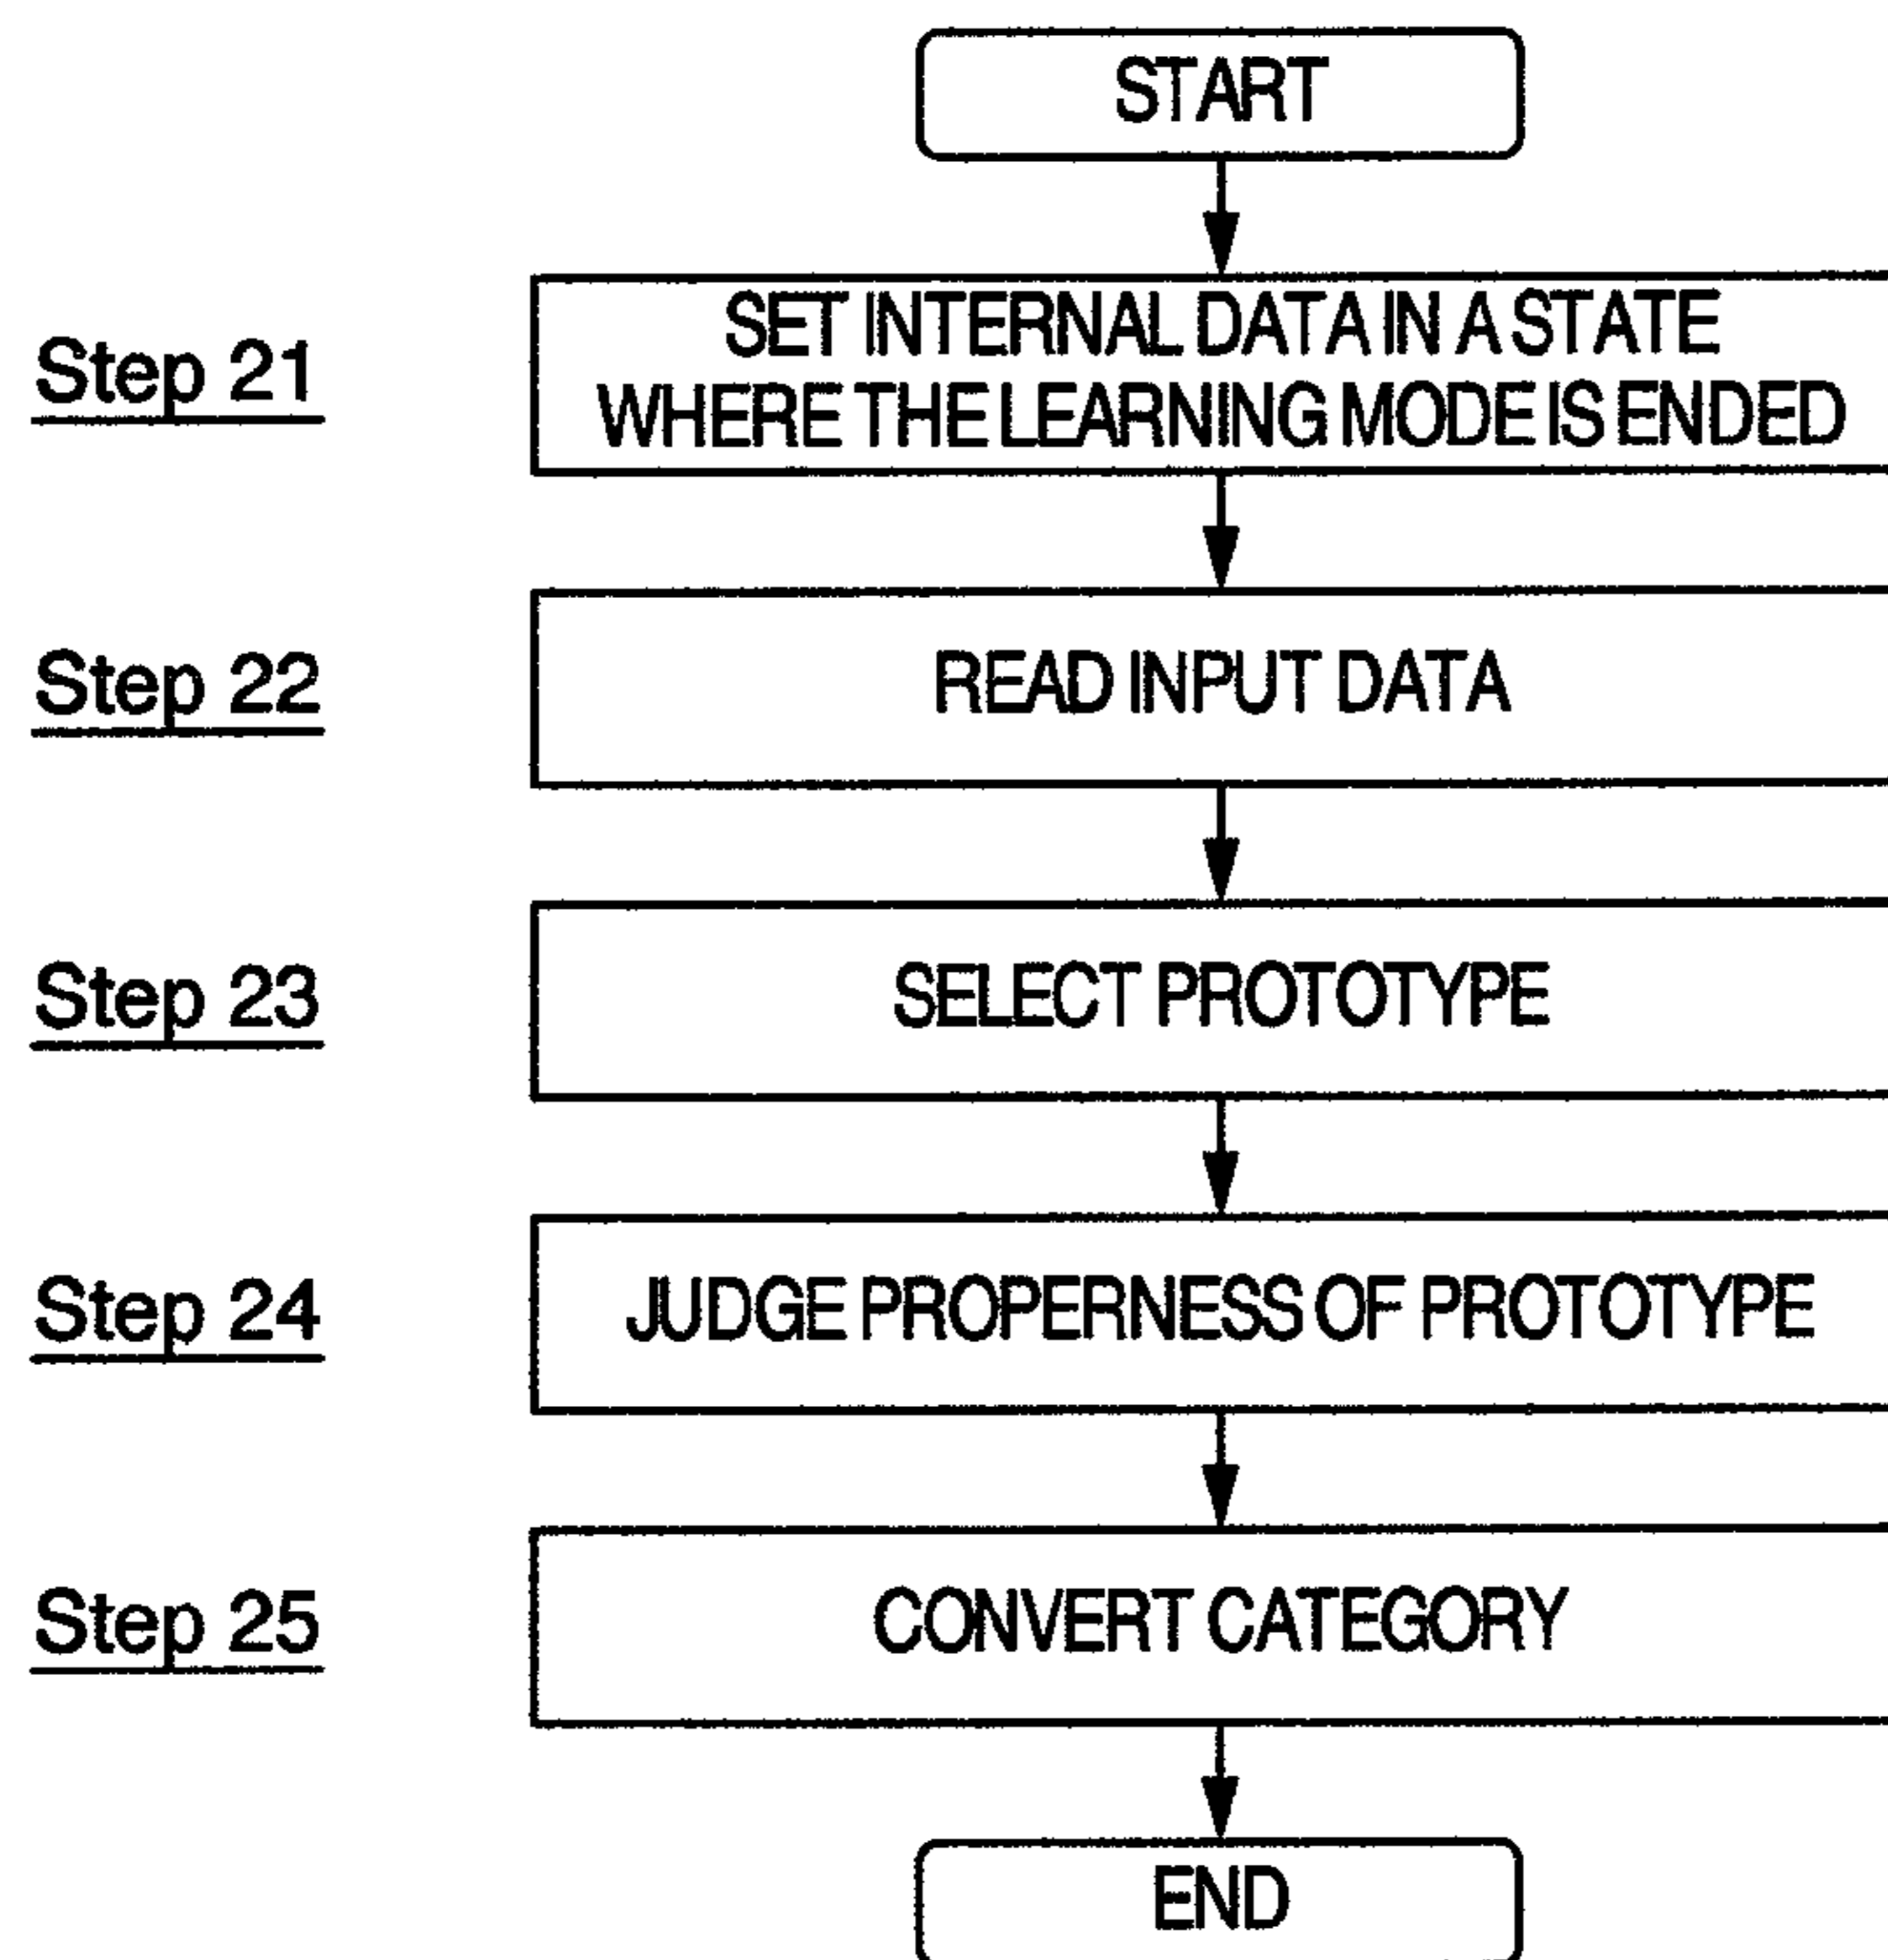 START
Step 21
SET INTERNAL DATA IN A STATE
WHERE THE LEARNING MODE IS ENDED
Step 22
READ INPUT DATA
Step 23
SELECT PROTOTYPE
Step 24
JUDGE PROPERNESS OF PROTOTYPE
Step 25
CONVERT CATEGORY
END